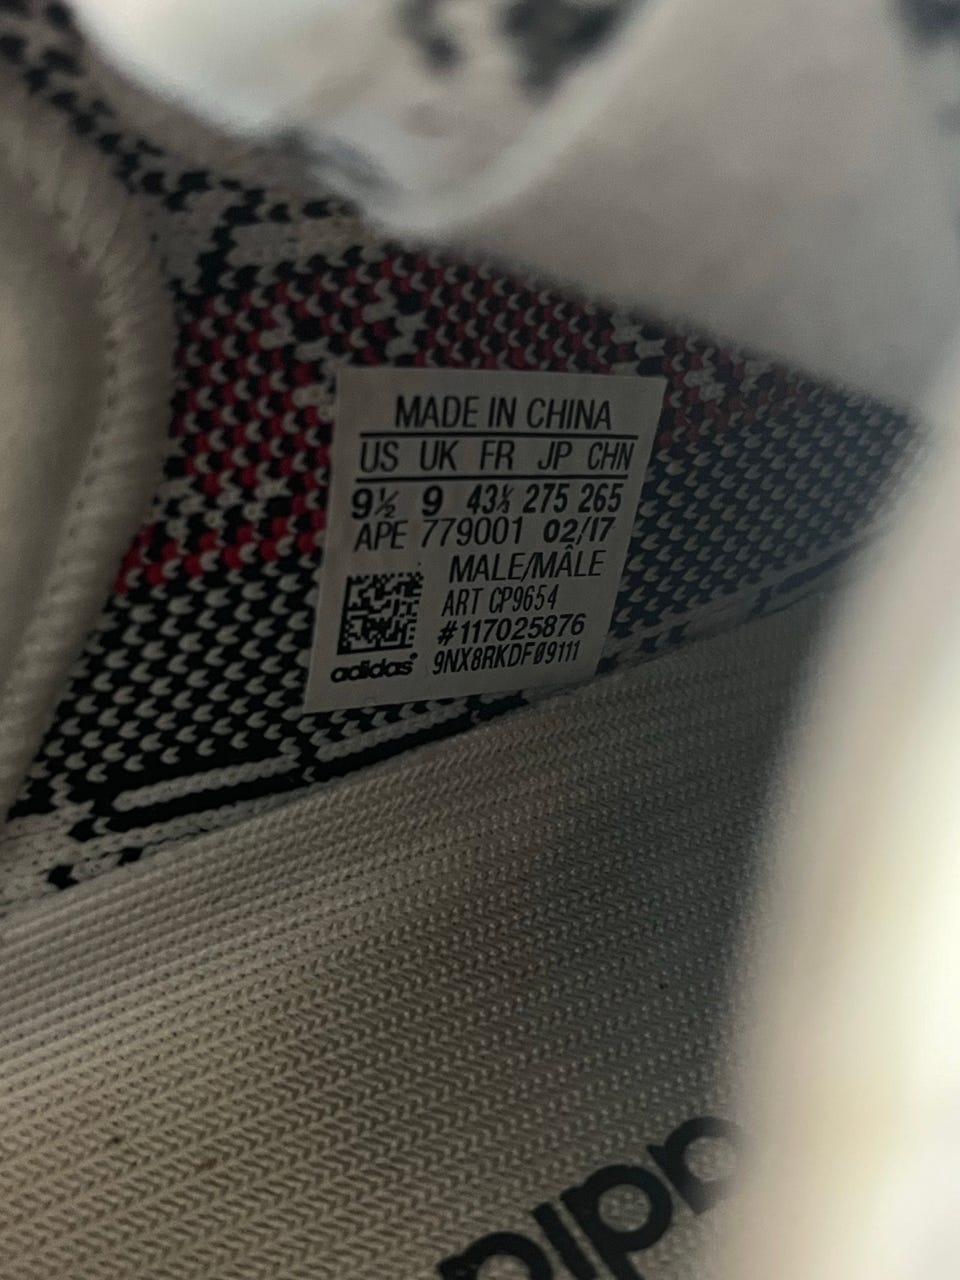 MADE IN CHINA
US UK FR JP CHN
9½ 9 43⅓ 275 265
APE 779001 02/17
MALE/MÂLE
ART CP9654
#117025876
adidas® 9NX8RKDF09111